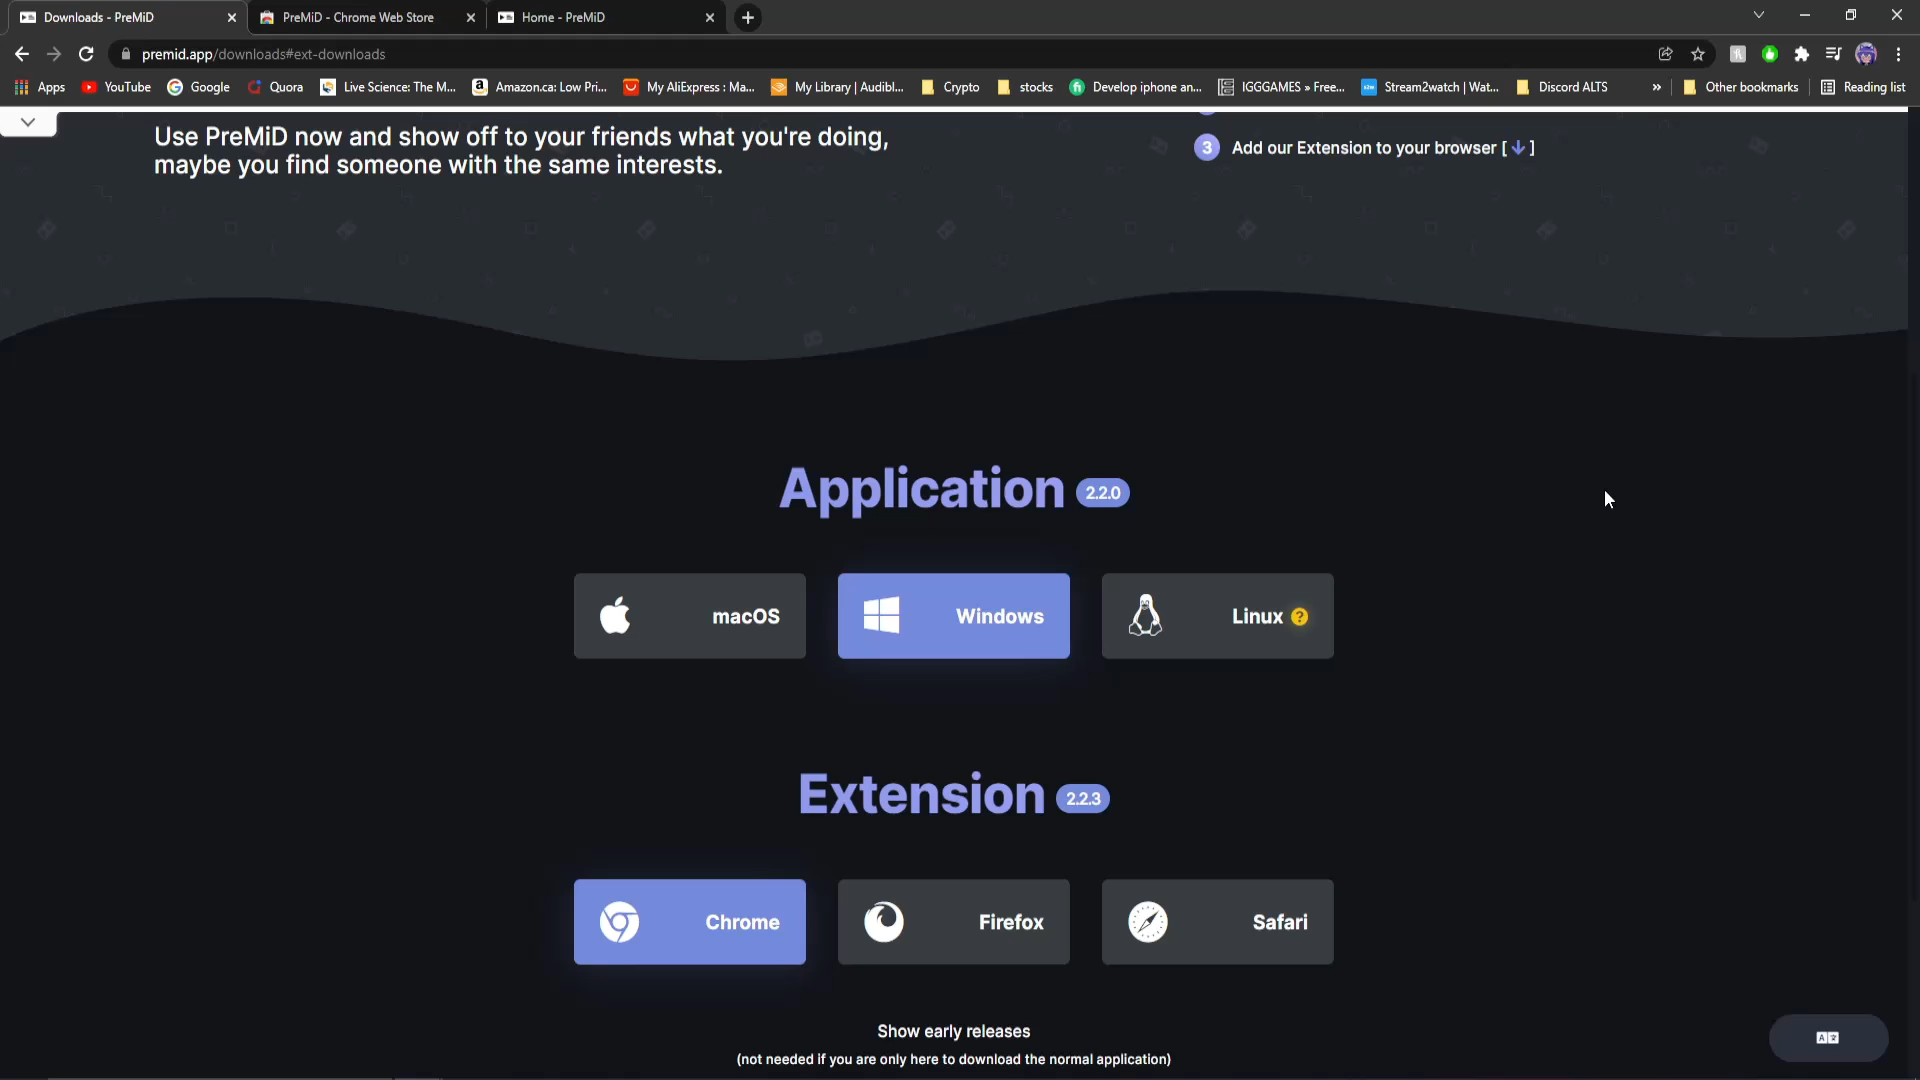 Downloads - PreMiD
PreMiD - Chrome Web Store
Home - PreMiD
premid.app/downloads#ext-downloads
Apps
YouTube
Google
Quora
Live Science: The M...
Amazon.ca: Low Pri...
My AliExpress : Ma...
My Library | Audibl...
Crypto
stocks
Develop iphone an...
IGGGAMES » Free...
Stream2watch | Wat...
Discord ALTS
»
Other bookmarks
Reading list
Use PreMiD now and show off to your friends what you're doing,
maybe you find someone with the same interests.
3 Add our Extension to your browser [ ↓ ]
Application 2.2.0
macOS
Windows
Linux ?
Extension 2.2.3
Chrome
Firefox
Safari
Show early releases
(not needed if you are only here to download the normal application)